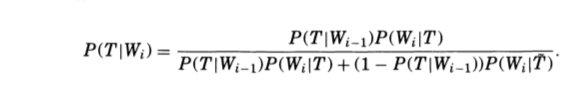 P(T|W_{i-1})P(W_i|T)
P(T|W_i) = ―――――――――――――――― .
P(T|W_{i-1})P(W_i|T) + (1 − P(T|W_{i-1}))P(W_i|T̃)